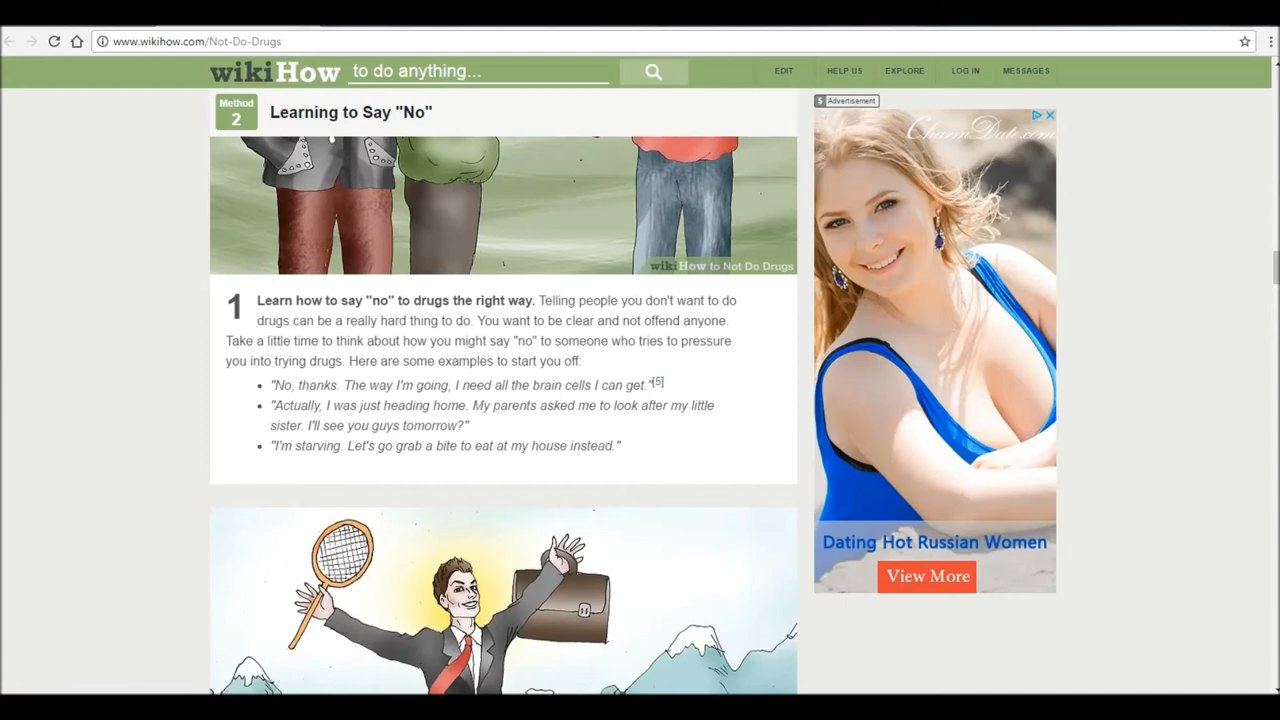 www.wikihow.com/Not-Do-Drugs
wikiHow to do anything...
EDIT HELP US EXPLORE LOG IN MESSAGES
Method
2
Learning to Say "No"
wikiHow to Not Do Drugs
1 Learn how to say "no" to drugs the right way. Telling people you don't want to do
drugs can be a really hard thing to do. You want to be clear and not offend anyone.
Take a little time to think about how you might say "no" to someone who tries to pressure
you into trying drugs. Here are some examples to start you off:
• "No, thanks. The way I'm going, I need all the brain cells I can get."[5]
• "Actually, I was just heading home. My parents asked me to look after my little
sister. I'll see you guys tomorrow?"
• "I'm starving. Let's go grab a bite to eat at my house instead."
$ Advertisement
CharmDate.com
Dating Hot Russian Women
View More